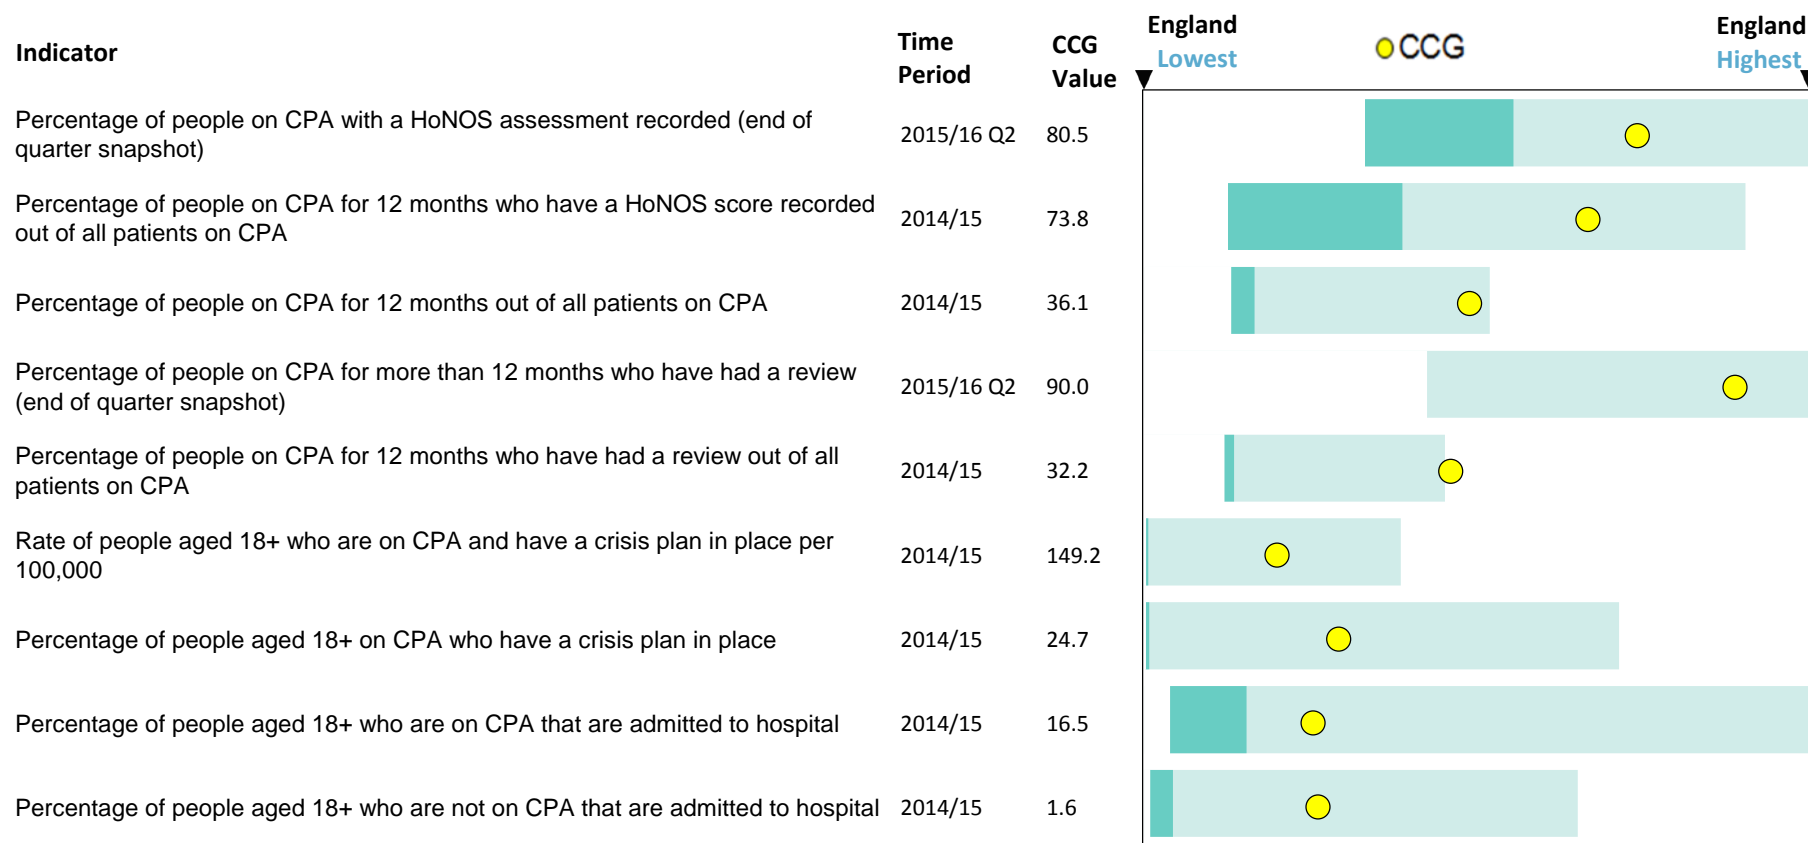 Indicator
Time
Period
CCG
Value
England
Lowest
CCG
England
Highest
Percentage of people on CPA with a HoNOS assessment recorded (end of
quarter snapshot)
2015/16 Q2
80.5
Percentage of people on CPA for 12 months who have a HoNOS score recorded
out of all patients on CPA
2014/15
73.8
Percentage of people on CPA for 12 months out of all patients on CPA
2014/15
36.1
Percentage of people on CPA for more than 12 months who have had a review
(end of quarter snapshot)
2015/16 Q2
90.0
Percentage of people on CPA for 12 months who have had a review out of all
patients on CPA
2014/15
32.2
Rate of people aged 18+ who are on CPA and have a crisis plan in place per
100,000
2014/15
149.2
Percentage of people aged 18+ on CPA who have a crisis plan in place
2014/15
24.7
Percentage of people aged 18+ who are on CPA that are admitted to hospital
2014/15
16.5
Percentage of people aged 18+ who are not on CPA that are admitted to hospital
2014/15
1.6